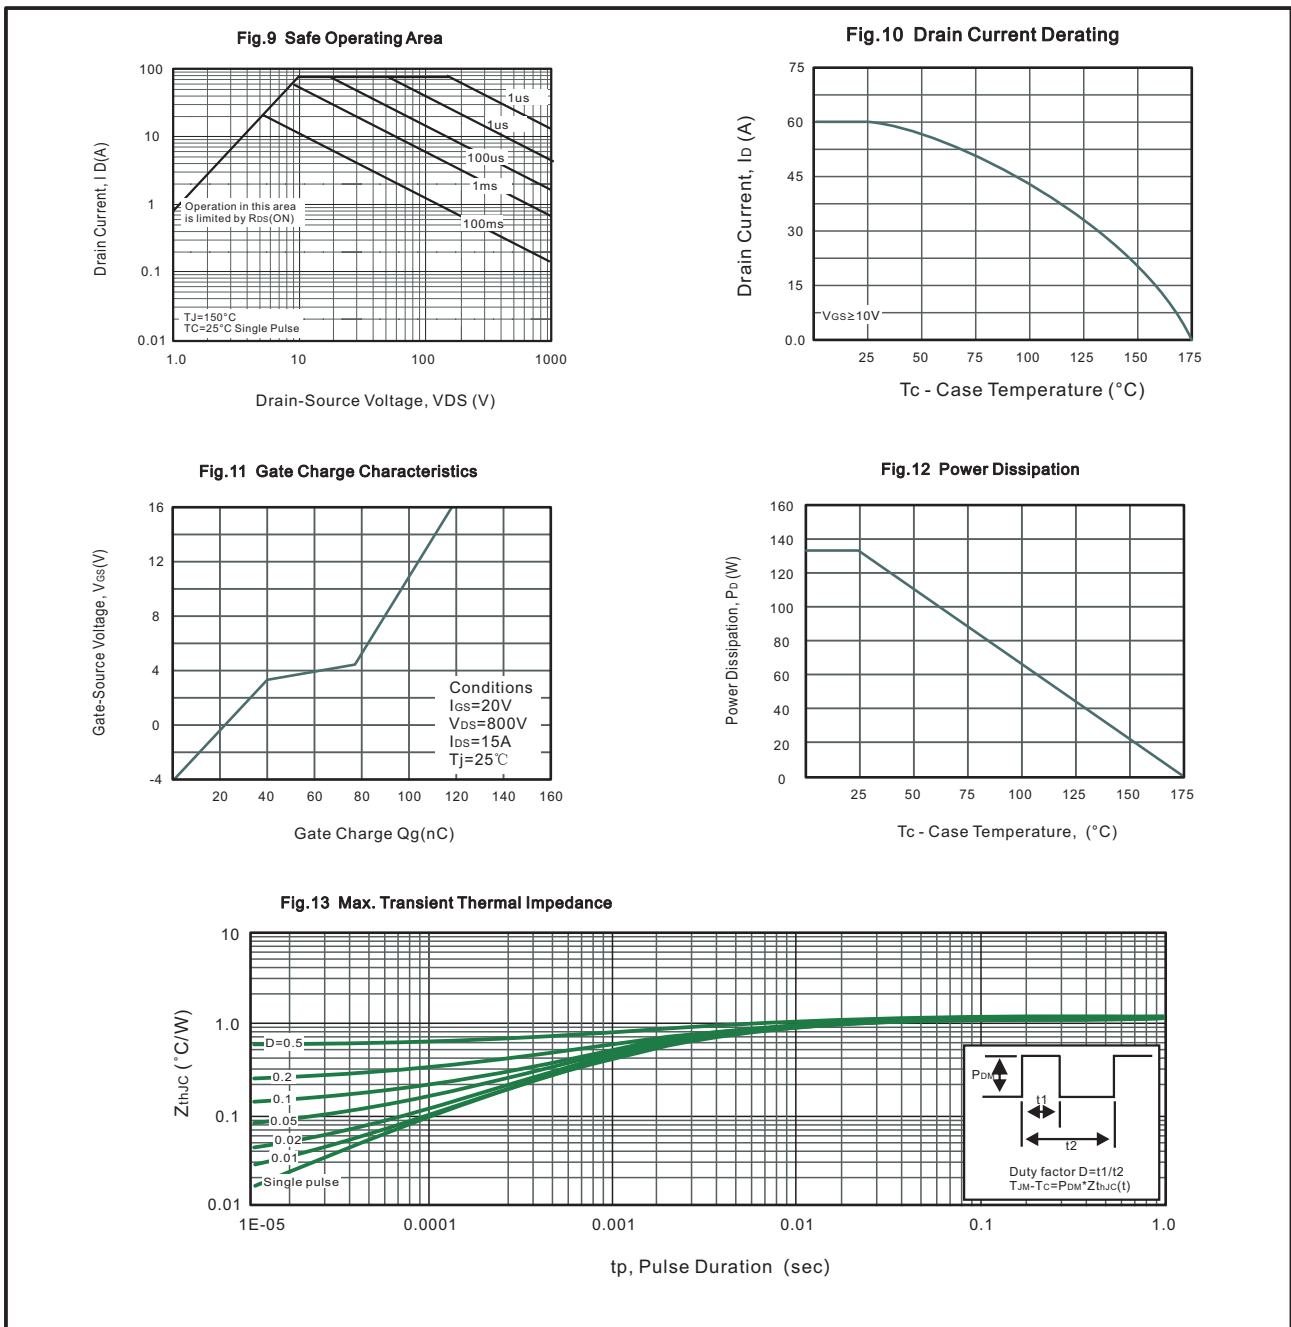 Fig.9 Safe Operating Area
100
10
1
0.1
0.01
1.0
10
100
1000
Drain Current, I D(A)
Drain-Source Voltage, VDS (V)
1us
1us
100us
1ms
100ms
Operation in this area
is limited by RDS(ON)
TJ=150°C
TC=25°C Single Pulse
Fig.10 Drain Current Derating
75
60
45
30
15
0.0
25
50
75
100
125
150
175
Drain Current, ID (A)
VGS≥10V
Tc - Case Temperature (°C)
Fig.11 Gate Charge Characteristics
16
12
8
4
0
-4
20
40
60
80
100
120
140
160
Gate-Source Voltage, VGS(V)
Conditions
IGS=20V
VDS=800V
IDS=15A
Tj=25℃
Gate Charge Qg(nC)
Fig.12 Power Dissipation
160
140
120
100
80
60
40
20
0
25
50
75
100
125
150
175
Power Dissipation, PD (W)
Tc - Case Temperature, (°C)
Fig.13 Max. Transient Thermal Impedance
10
1.0
0.1
0.01
ZthJC (°C/W)
D=0.5
0.2
0.1
0.05
0.02
0.01
Single pulse
PDM
t1
t2
Duty factor D=t1/t2
TJM-TC=PDM*ZthJC(t)
1E-05
0.0001
0.001
0.01
0.1
1.0
tp, Pulse Duration (sec)